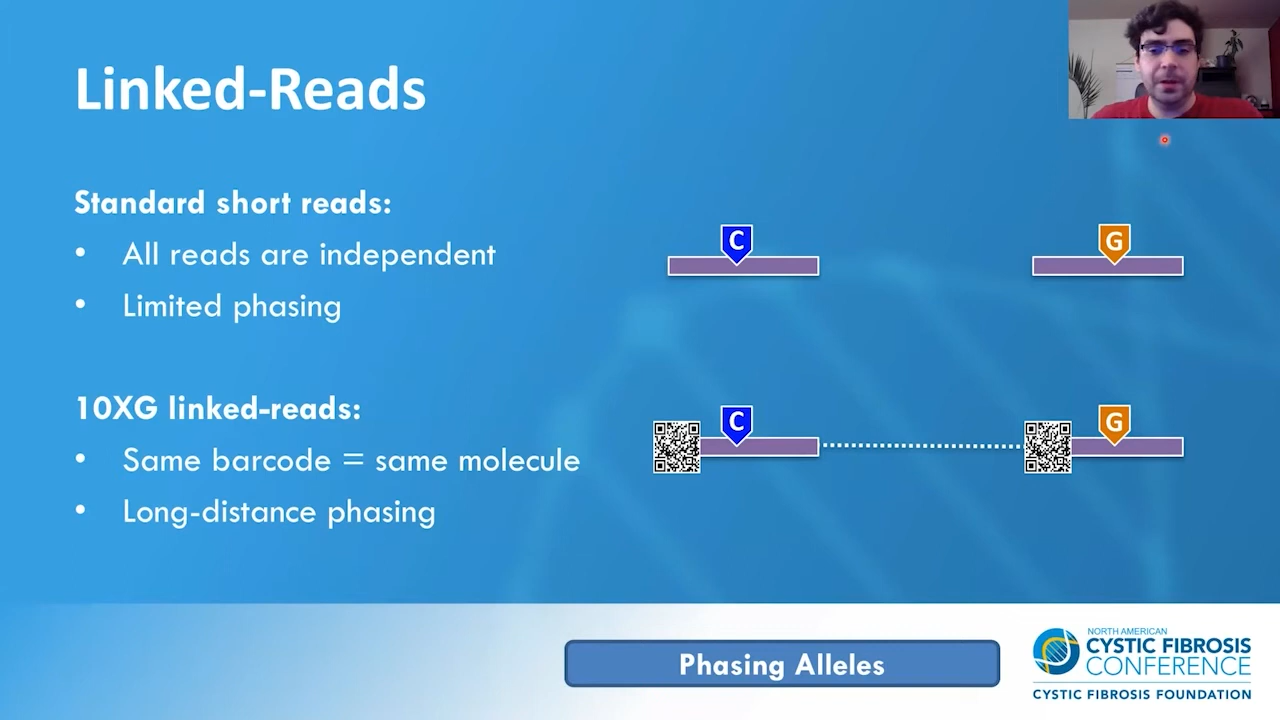 Linked-Reads
Standard short reads:
• All reads are independent
• Limited phasing
C
G
10XG linked-reads:
• Same barcode = same molecule
• Long-distance phasing
C
G
Phasing Alleles
NORTH AMERICAN
CYSTIC FIBROSIS
CONFERENCE
CYSTIC FIBROSIS FOUNDATION